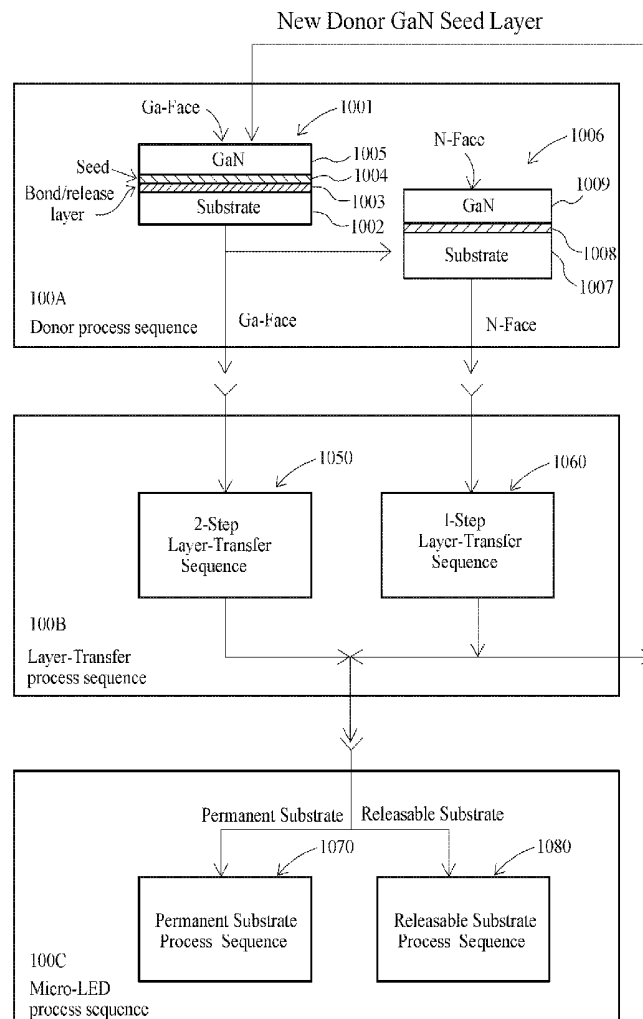 New Donor GaN Seed Layer
Ga-Face
1001
GaN
1005
Seed
1004
Bond/release
layer
1003
Substrate
1002
N-Face
1006
GaN
1009
1008
Substrate
1007
100A
Donor process sequence
Ga-Face
N-Face
1050
2-Step
Layer-Transfer
Sequence
1060
1-Step
Layer-Transfer
Sequence
100B
Layer-Transfer
process sequence
Permanent Substrate
Releasable Substrate
1070
Permanent Substrate
Process Sequence
1080
Releasable Substrate
Process Sequence
100C
Micro-LED
process sequence